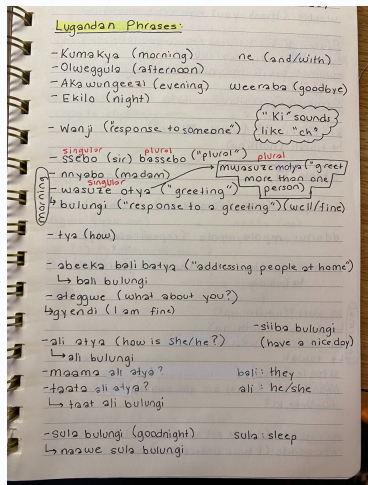 Lugandan Phrases:
- Kumakya (morning) ne (and/with)
- Olweggula (afternoon)
- Akawungeezi (evening) weeraba (goodbye)
- Ekilo (night)
"Ki" sounds
like "ch"
- Wanji ("response to someone")
singular plural
- ssebo (sir) bassebo ("plural") plural
- nnyabo (madam) mwasuze motya ("greet
more than one
person)
singular
- wasuze otya ("greeting")
morning
↳ bulungi ("response to a greeting") (well/fine)
- tya (how)
- abeeka bali batya ("addressing people at home")
↳ bali bulungi
- ateggwe (what about you?)
↳ gyendi (I am fine)
- siiba bulungi
- ali atya (how is she/he?) (have a nice day)
↳ ali bulungi
- maama ali atya? bali: they
- taata ali atya? ali: he/she
↳ taat ali bulungi
- sula bulungi (goodnight) sula: sleep
↳ naawe sula bulungi